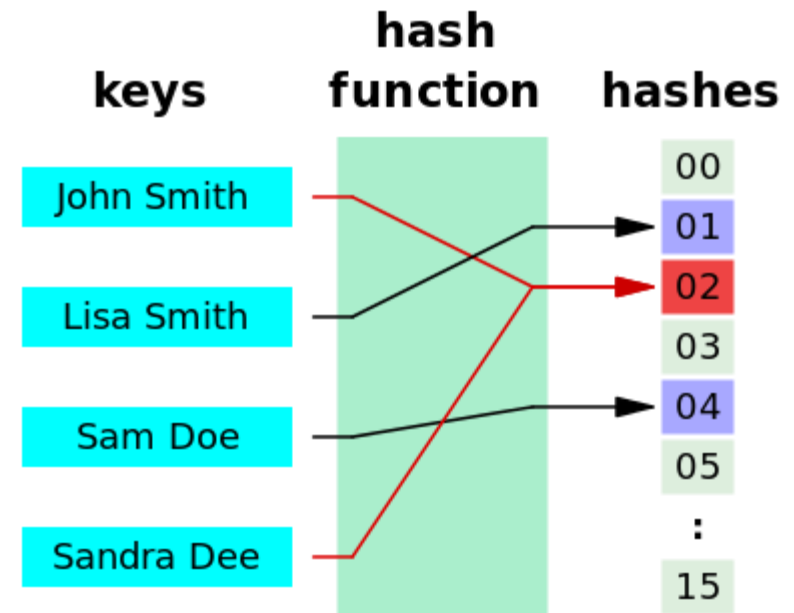 keys
hash
function
hashes
John Smith
Lisa Smith
Sam Doe
Sandra Dee
00
01
02
03
04
05
:
15